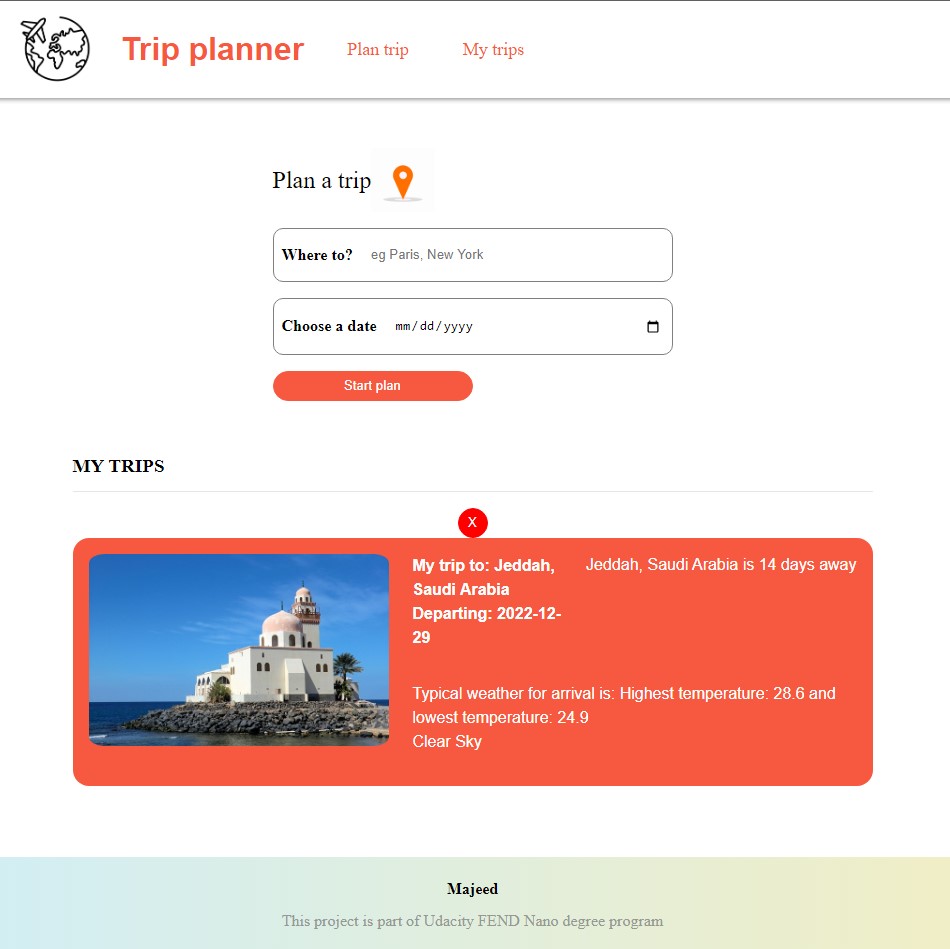 Trip planner
Plan trip
My trips
Plan a trip
Where to?
eg Paris, New York
Choose a date
mm/dd/yyyy
Start plan
MY TRIPS
X
My trip to: Jeddah,
Saudi Arabia
Departing: 2022-12-
29
Jeddah, Saudi Arabia is 14 days away
Typical weather for arrival is: Highest temperature: 28.6 and
lowest temperature: 24.9
Clear Sky
Majeed
This project is part of Udacity FEND Nano degree program